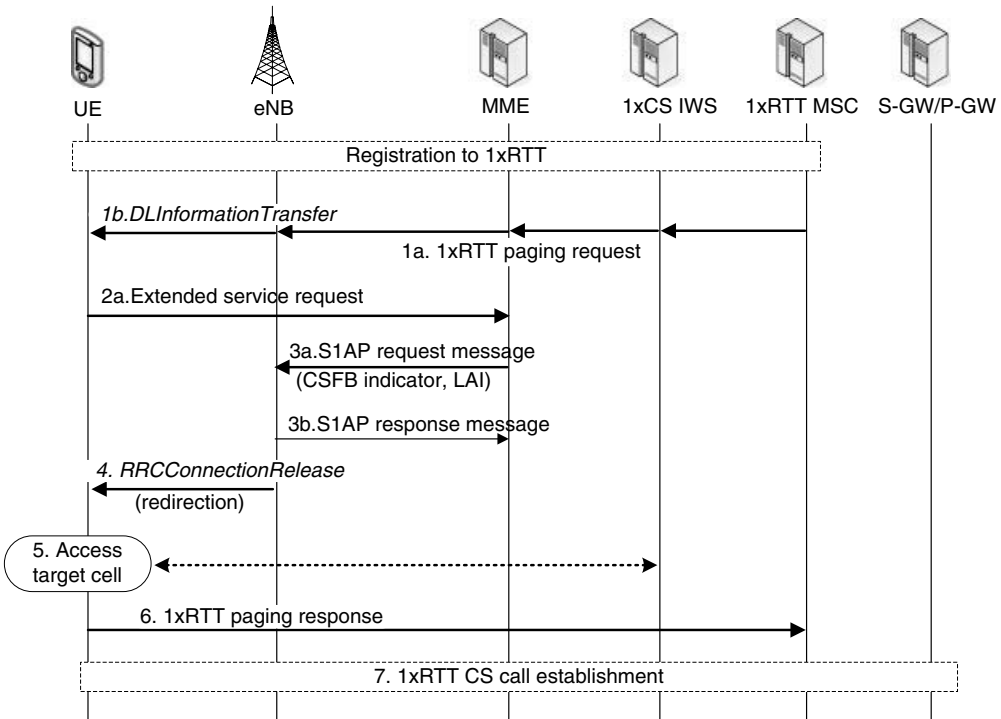 UE eNB MME 1xCS IWS 1xRTT MSC S-GW/P-GW
Registration to 1xRTT
1b.DLInformationTransfer
1a. 1xRTT paging request
2a.Extended service request
3a.S1AP request message
(CSFB indicator, LAI)
3b.S1AP response message
4. RRCConnectionRelease
(redirection)
5. Access
target cell
6. 1xRTT paging response
7. 1xRTT CS call establishment